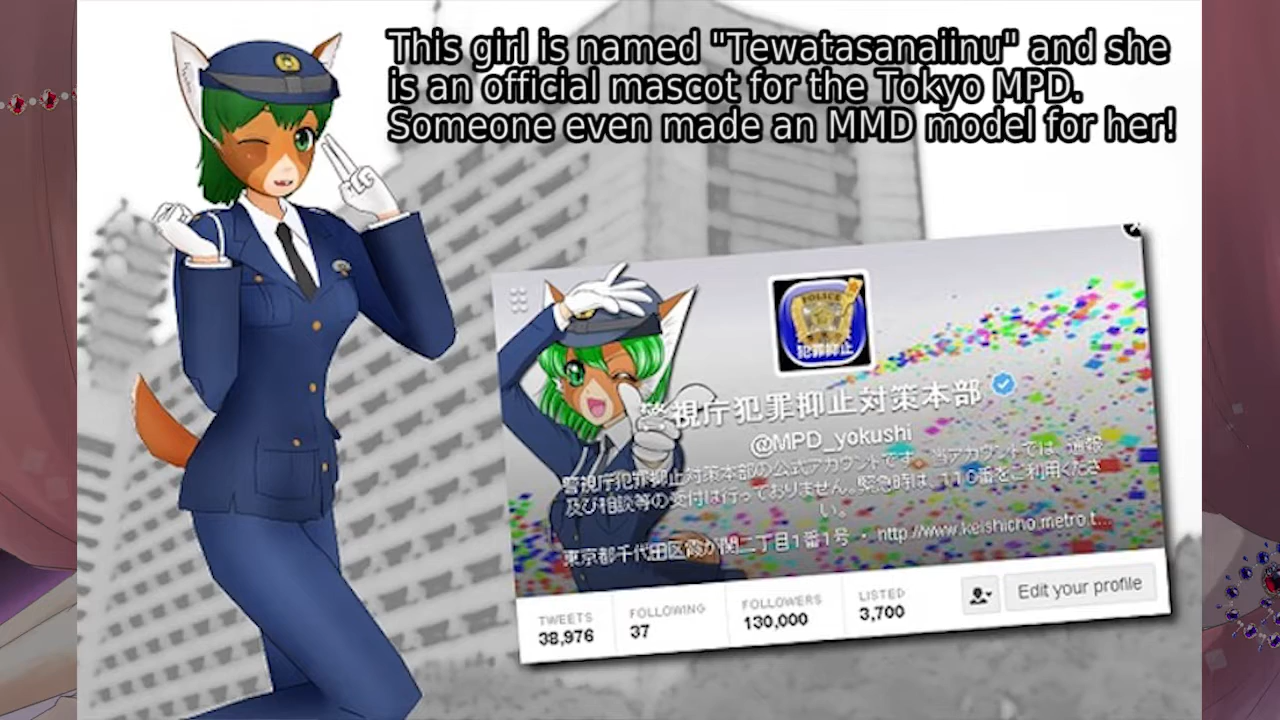 This girl is named "Tewatasanaiinu" and she
is an official mascot for the Tokyo MPD.
Someone even made an MMD model for her!
POLICE
犯罪抑止
警視庁犯罪抑止対策本部
@MPD_yokushi
警視庁犯罪抑止対策本部の公式アカウントです。当アカウントでは、通報
及び相談等の受付は行っておりません。緊急時は、110番をご利用くださ
い。
東京都千代田区霞が関二丁目1番1号 · http://www.keishicho.metro.t...
TWEETS
38,976
FOLLOWING
37
FOLLOWERS
130,000
LISTED
3,700
Edit your profile